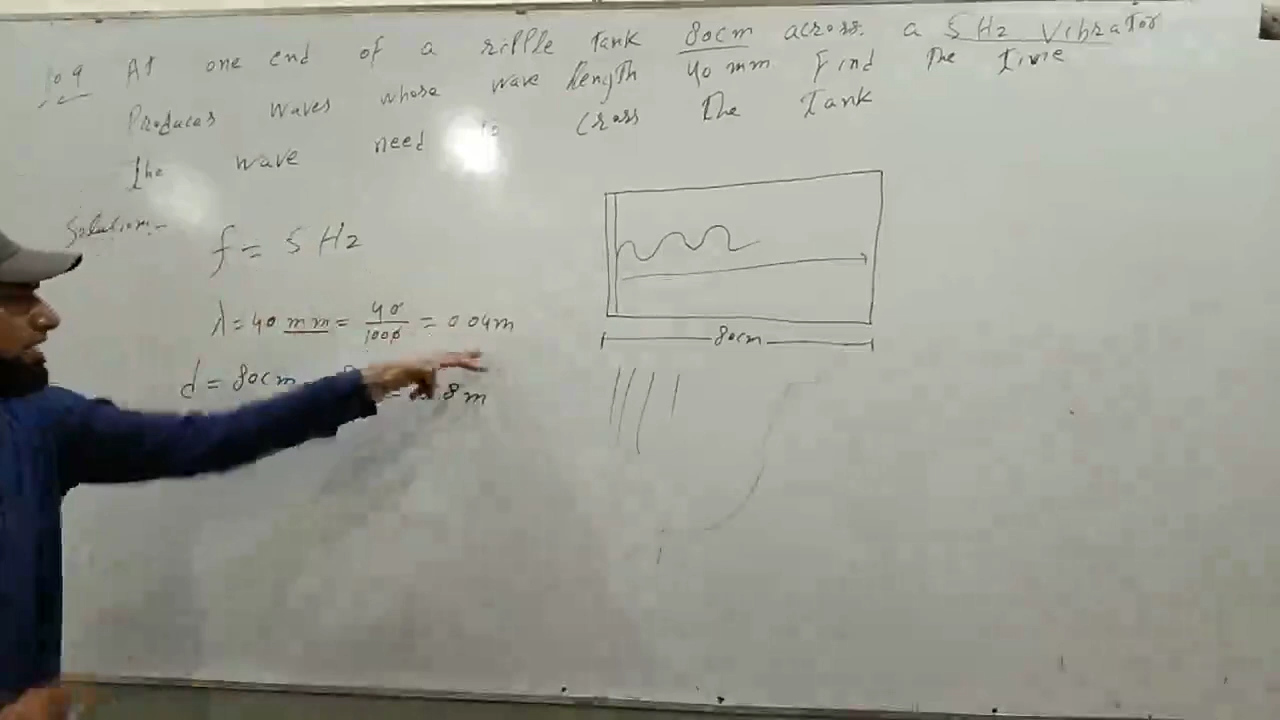 10.9 At one end of a ripple tank 80cm across. a 5 Hz Vibrator
Produces waves whose wave length 40 mm Find the time
the wave need to cross the tank
Solution:-
f = 5 Hz
λ = 40 mm = 40/1000 = 0.04m
d = 80cm = 8m
80cm